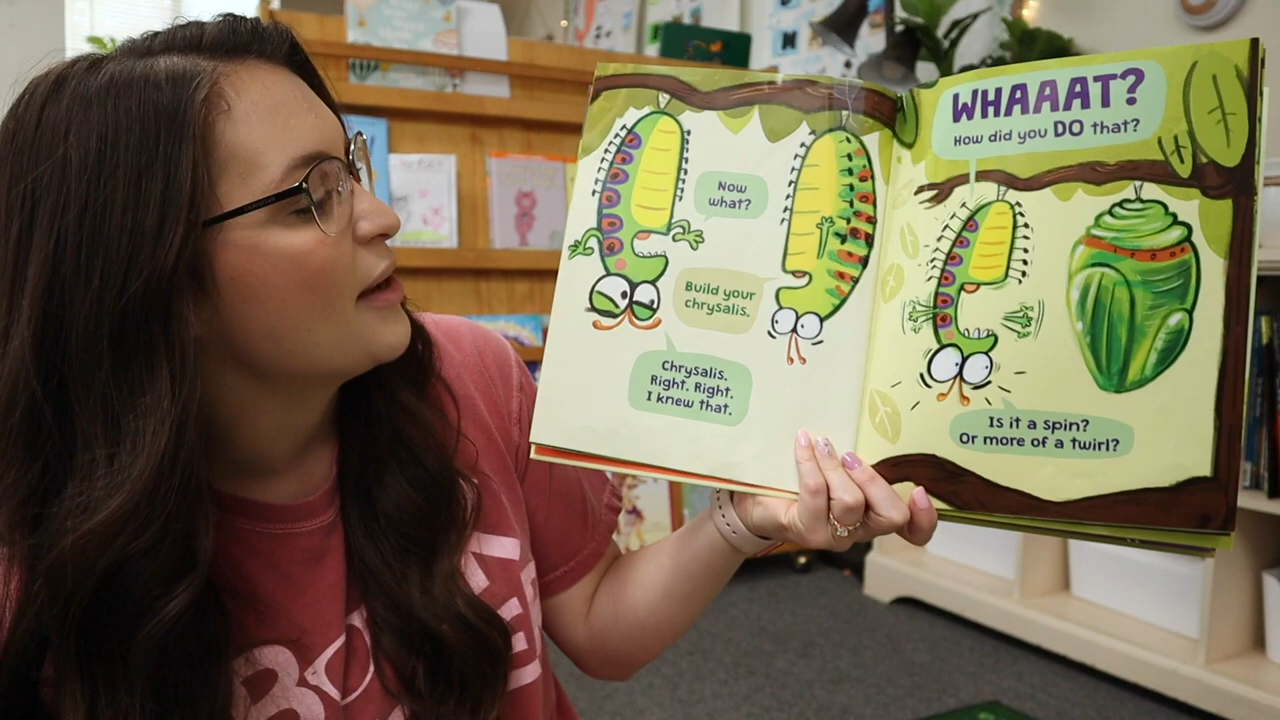 Now
what?
Build your
chrysalis.
Chrysalis.
Right. Right.
I knew that.
WHAAAT?
How did you DO that?
Is it a spin?
Or more of a twirl?